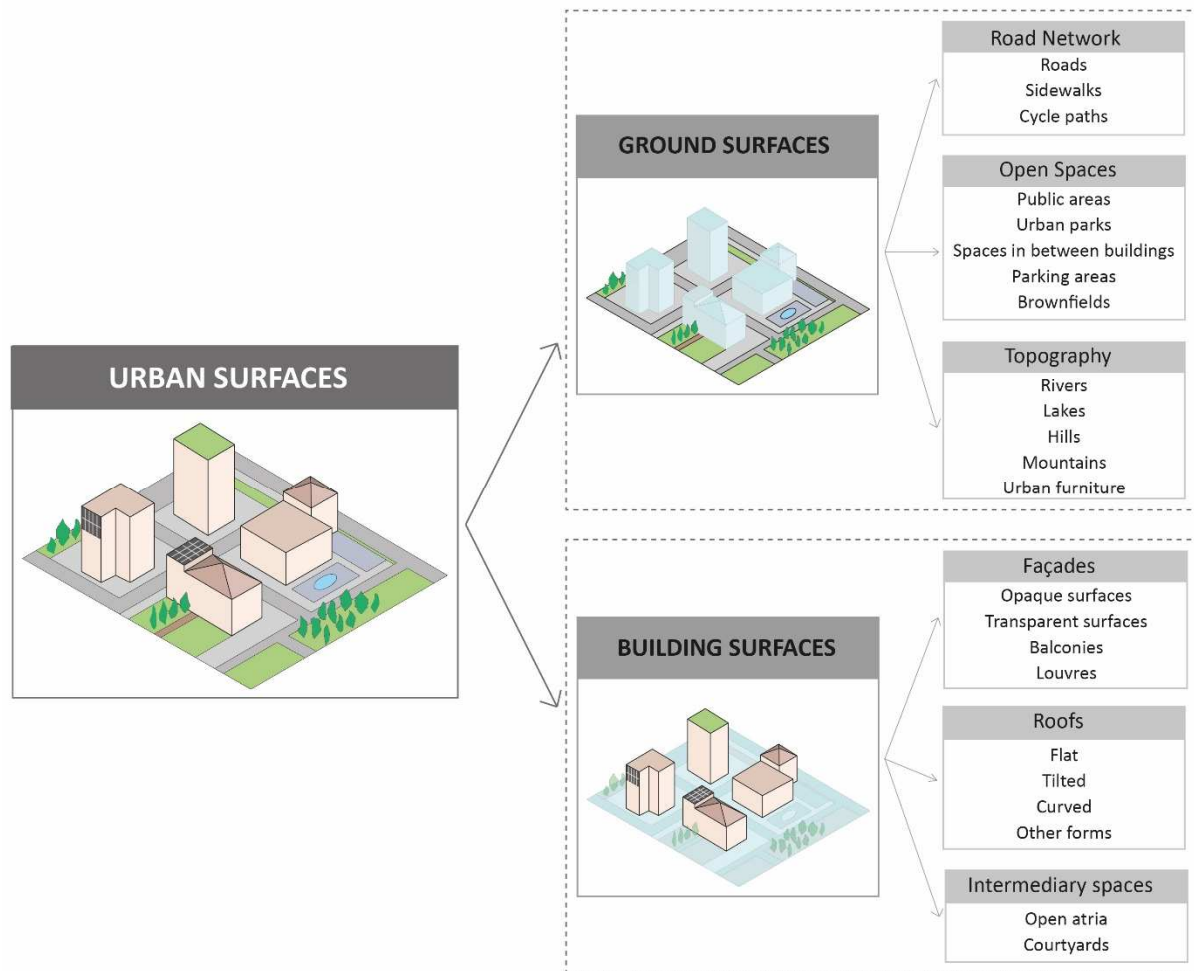 URBAN SURFACES
GROUND SURFACES
Road Network
Roads
Sidewalks
Cycle paths
Open Spaces
Public areas
Urban parks
Spaces in between buildings
Parking areas
Brownfields
Topography
Rivers
Lakes
Hills
Mountains
Urban furniture
BUILDING SURFACES
Façades
Opaque surfaces
Transparent surfaces
Balconies
Louvres
Roofs
Flat
Tilted
Curved
Other forms
Intermediary spaces
Open atria
Courtyards